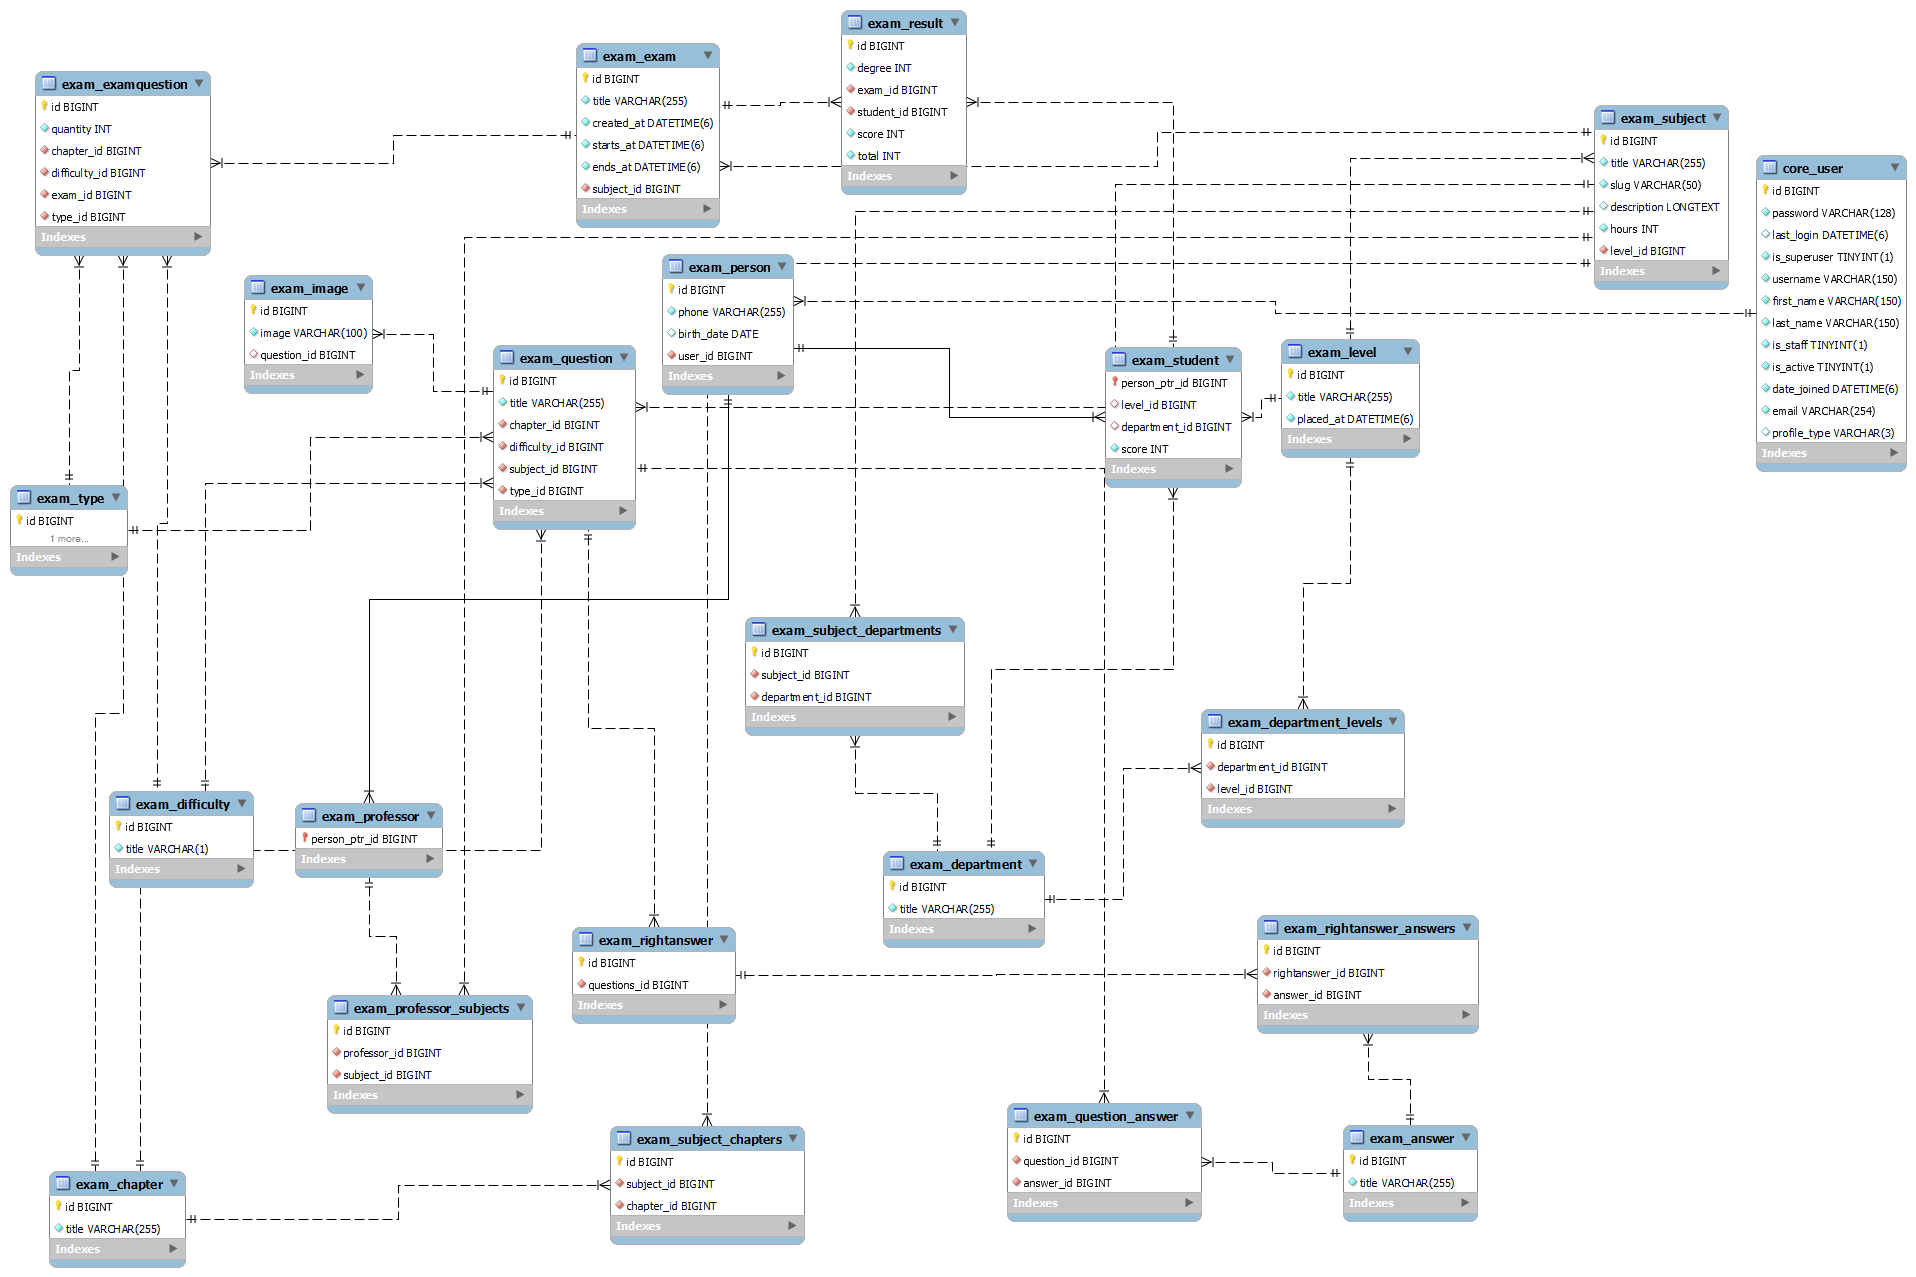 exam_result
id BIGINT
degree INT
exam_id BIGINT
student_id BIGINT
score INT
total INT
Indexes
exam_exam
id BIGINT
title VARCHAR(255)
created_at DATETIME(6)
starts_at DATETIME(6)
ends_at DATETIME(6)
subject_id BIGINT
Indexes
exam_examquestion
id BIGINT
quantity INT
chapter_id BIGINT
difficulty_id BIGINT
exam_id BIGINT
type_id BIGINT
Indexes
exam_subject
id BIGINT
title VARCHAR(255)
slug VARCHAR(50)
description LONGTEXT
hours INT
level_id BIGINT
Indexes
core_user
id BIGINT
password VARCHAR(128)
last_login DATETIME(6)
is_superuser TINYINT(1)
username VARCHAR(150)
first_name VARCHAR(150)
last_name VARCHAR(150)
is_staff TINYINT(1)
is_active TINYINT(1)
date_joined DATETIME(6)
email VARCHAR(254)
profile_type VARCHAR(3)
Indexes
exam_person
id BIGINT
phone VARCHAR(255)
birth_date DATE
user_id BIGINT
Indexes
exam_image
id BIGINT
image VARCHAR(100)
question_id BIGINT
Indexes
exam_question
id BIGINT
title VARCHAR(255)
chapter_id BIGINT
difficulty_id BIGINT
subject_id BIGINT
type_id BIGINT
Indexes
exam_student
person_ptr_id BIGINT
level_id BIGINT
department_id BIGINT
score INT
Indexes
exam_level
id BIGINT
title VARCHAR(255)
placed_at DATETIME(6)
Indexes
exam_type
id BIGINT
1 more...
Indexes
exam_subject_departments
id BIGINT
subject_id BIGINT
department_id BIGINT
Indexes
exam_department_levels
id BIGINT
department_id BIGINT
level_id BIGINT
Indexes
exam_difficulty
id BIGINT
title VARCHAR(1)
Indexes
exam_professor
person_ptr_id BIGINT
Indexes
exam_department
id BIGINT
title VARCHAR(255)
Indexes
exam_rightanswer
id BIGINT
questions_id BIGINT
Indexes
exam_rightanswer_answers
id BIGINT
rightanswer_id BIGINT
answer_id BIGINT
Indexes
exam_professor_subjects
id BIGINT
professor_id BIGINT
subject_id BIGINT
Indexes
exam_question_answer
id BIGINT
question_id BIGINT
answer_id BIGINT
Indexes
exam_subject_chapters
id BIGINT
subject_id BIGINT
chapter_id BIGINT
Indexes
exam_answer
id BIGINT
title VARCHAR(255)
Indexes
exam_chapter
id BIGINT
title VARCHAR(255)
Indexes